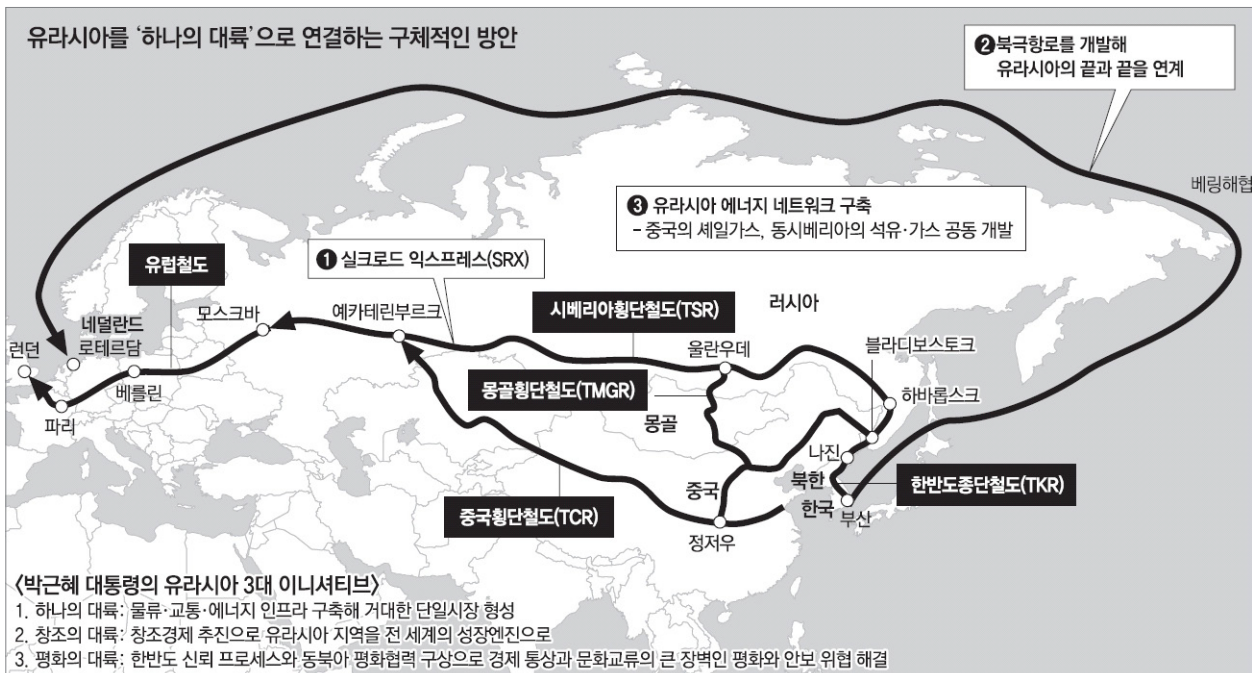 유라시아를 ‘하나의 대륙’으로 연결하는 구체적인 방안
❷북극항로를 개발해
유라시아의 끝과 끝을 연계
베링해협
❸ 유라시아 에너지 네트워크 구축
– 중국의 셰일가스, 동시베리아의 석유·가스 공동 개발
❶ 실크로드 익스프레스(SRX)
유럽철도
러시아
모스크바
예카테린부르크
시베리아횡단철도(TSR)
네덜란드
로테르담
런던
울란우데
블라디보스토크
베를린
몽골횡단철도(TMGR)
하바롭스크
파리
몽골
나진
북한
한반도종단철도(TKR)
중국
한국
부산
중국횡단철도(TCR)
정저우
〈박근혜 대통령의 유라시아 3대 이니셔티브〉
1. 하나의 대륙: 물류·교통·에너지 인프라 구축해 거대한 단일시장 형성
2. 창조의 대륙: 창조경제 추진으로 유라시아 지역을 전 세계의 성장엔진으로
3. 평화의 대륙: 한반도 신뢰 프로세스와 동북아 평화협력 구상으로 경제 통상과 문화교류의 큰 장벽인 평화와 안보 위협 해결